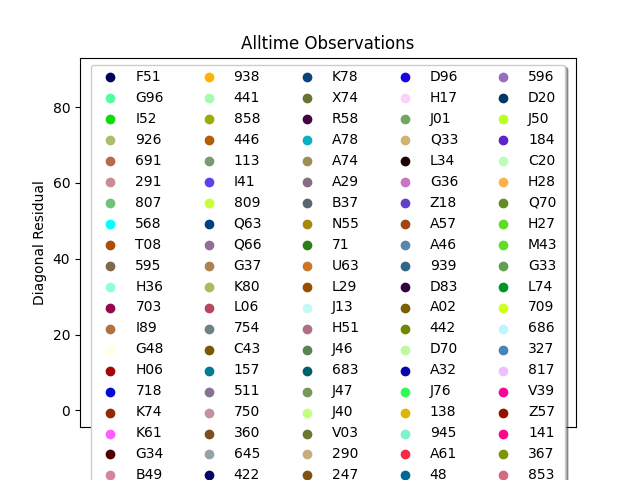 Alltime Observations
F51 938 K78 D96 596
G96 441 X74 H17 D20
80
I52 858 R58 J01 J50
926 446 A78 Q33 184
691 113 A74 L34 C20
60
291 I41 A29 G36 H28
807 809 B37 Z18 Q70
568 Q63 N55 A57 H27
T08 Q66 71 A46 M43
40
595 G37 U63 939 G33
H36 K80 L29 D83 L74
703 L06 J13 A02 709
20
I89 754 H51 442 686
G48 C43 J46 D70 327
H06 157 683 A32 817
718 511 J47 J76 V39
0
K74 750 J40 138 Z57
K61 360 V03 945 141
G34 645 290 A61 367
B49 422 247 48 853
Diagonal Residual